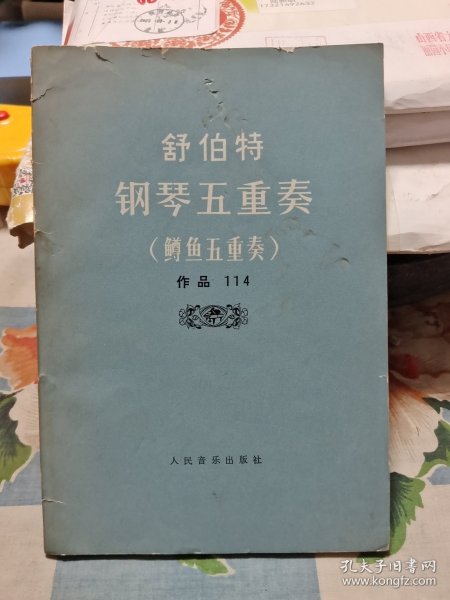 舒伯特
钢琴五重奏
（鳟鱼五重奏）
作品 114
人民音乐出版社
孔夫子旧书网
www.kongfz.com